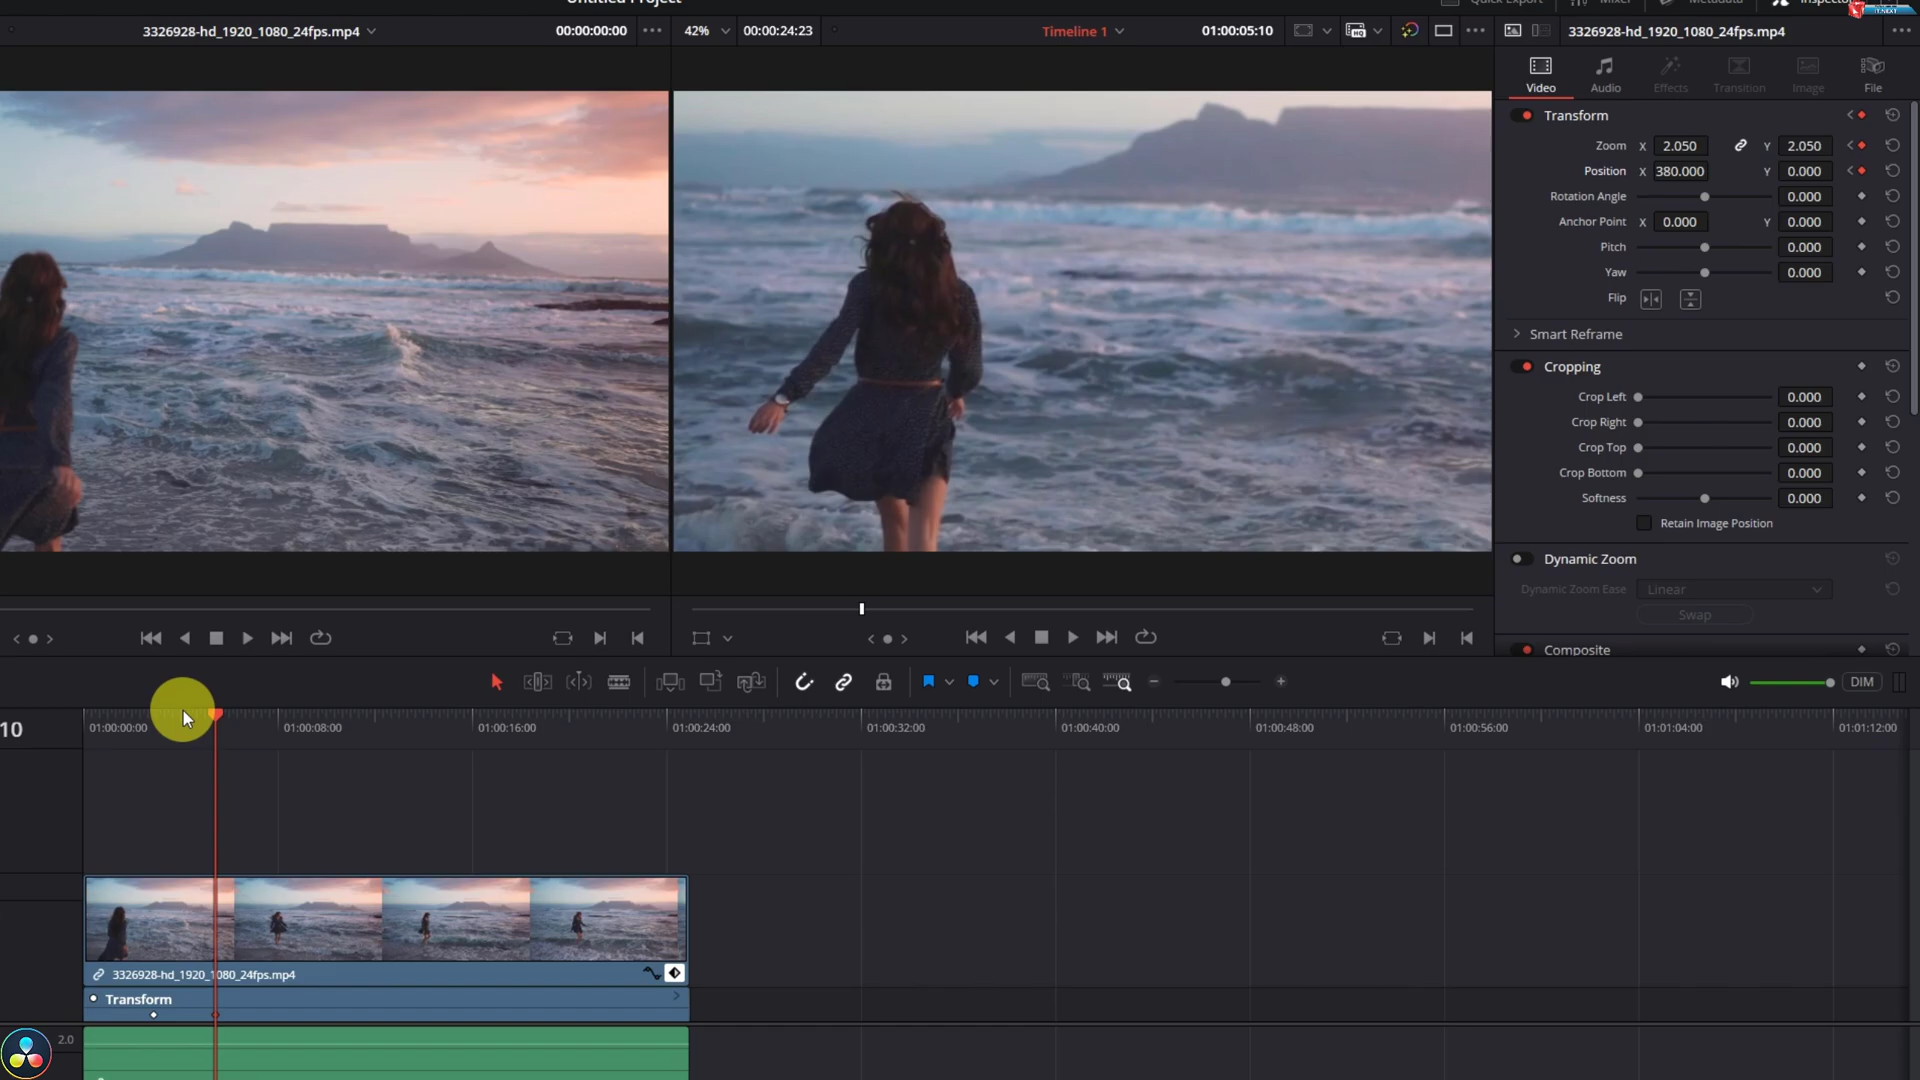 Untitled Project
Quick Export
Mixer
Metadata
Inspector
3326928-hd_1920_1080_24fps.mp4
00:00:00:00
42%
00:00:24:23
Timeline 1
01:00:05:10
3326928-hd_1920_1080_24fps.mp4
Video
Audio
Effects
Transition
Image
File
Transform
Zoom X 2.050 Y 2.050
Position X 380.000 Y 0.000
Rotation Angle 0.000
Anchor Point X 0.000 Y 0.000
Pitch 0.000
Yaw 0.000
Flip
Smart Reframe
Cropping
Crop Left 0.000
Crop Right 0.000
Crop Top 0.000
Crop Bottom 0.000
Softness 0.000
Retain Image Position
Dynamic Zoom
Dynamic Zoom Ease Linear
Swap
Composite
DIM
10
01:00:00:00
01:00:08:00
01:00:16:00
01:00:24:00
01:00:32:00
01:00:40:00
01:00:48:00
01:00:56:00
01:01:04:00
01:01:12:00
3326928-hd_1920_1080_24fps.mp4
Transform
2.0